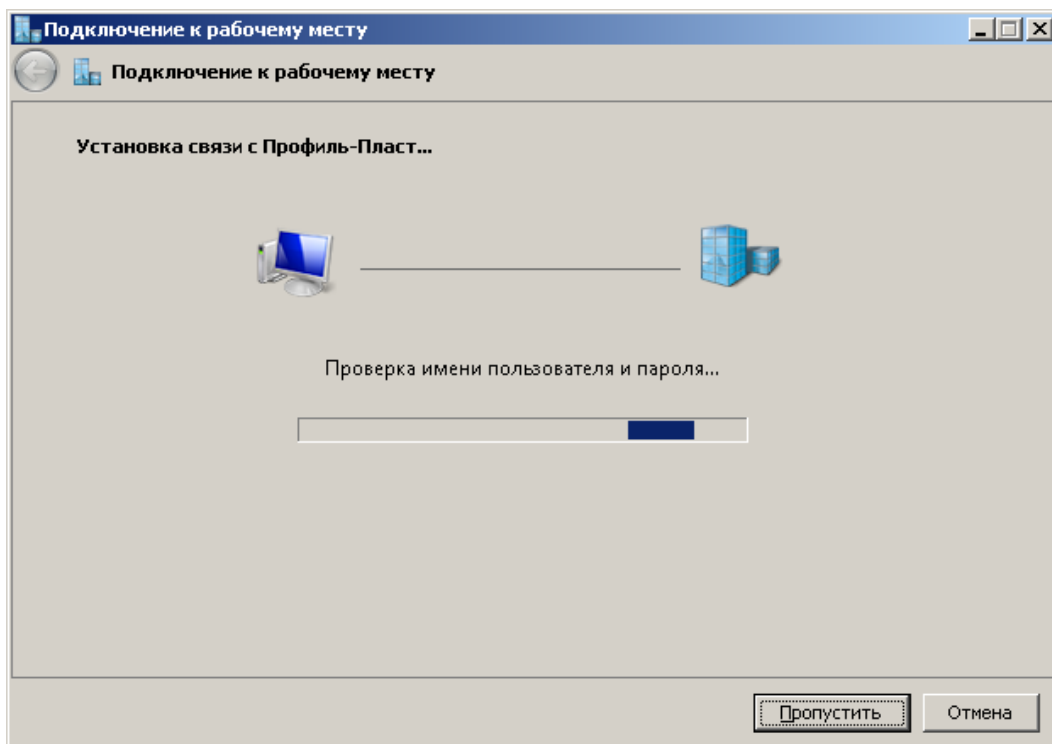 Подключение к рабочему месту
Подключение к рабочему месту
Установка связи с Профиль-Пласт...
Проверка имени пользователя и пароля...
Пропустить
Отмена